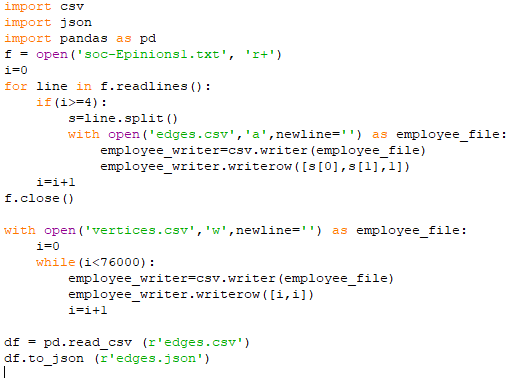 import csv
import json
import pandas as pd
f = open('soc-Epinions1.txt', 'r+')
i=0
for line in f.readlines():
    if(i>=4):
        s=line.split()
        with open('edges.csv','a',newline='') as employee_file:
            employee_writer=csv.writer(employee_file)
            employee_writer.writerow([s[0],s[1],1])
    i=i+1
f.close()

with open('vertices.csv','w',newline='') as employee_file:
    i=0
    while(i<76000):
        employee_writer=csv.writer(employee_file)
        employee_writer.writerow([i,i])
        i=i+1

df = pd.read_csv (r'edges.csv')
df.to_json (r'edges.json')